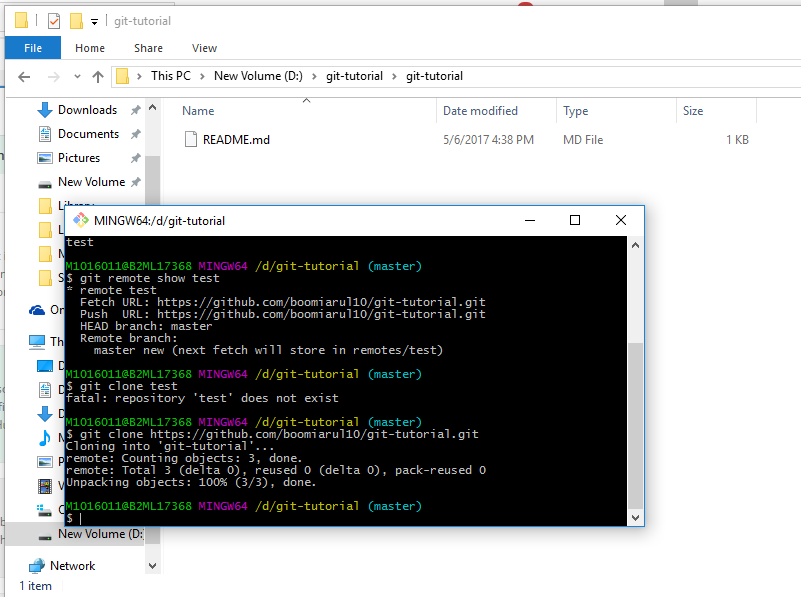 git-tutorial
File Home Share View
This PC > New Volume (D:) > git-tutorial > git-tutorial
Name Date modified Type Size
README.md 5/6/2017 4:38 PM MD File 1 KB
Downloads
Documents
Pictures
New Volume
MINGW64:/d/git-tutorial
test
M1016011@B2ML17368 MINGW64 /d/git-tutorial (master)
$ git remote show test
* remote test
Fetch URL: https://github.com/boomiarul10/git-tutorial.git
Push URL: https://github.com/boomiarul10/git-tutorial.git
HEAD branch: master
Remote branch:
master new (next fetch will store in remotes/test)
M1016011@B2ML17368 MINGW64 /d/git-tutorial (master)
$ git clone test
fatal: repository 'test' does not exist
M1016011@B2ML17368 MINGW64 /d/git-tutorial (master)
$ git clone https://github.com/boomiarul10/git-tutorial.git
Cloning into 'git-tutorial'...
remote: Counting objects: 3, done.
remote: Total 3 (delta 0), reused 0 (delta 0), pack-reused 0
Unpacking objects: 100% (3/3), done.
M1016011@B2ML17368 MINGW64 /d/git-tutorial (master)
$
New Volume (D:
Network
1 item